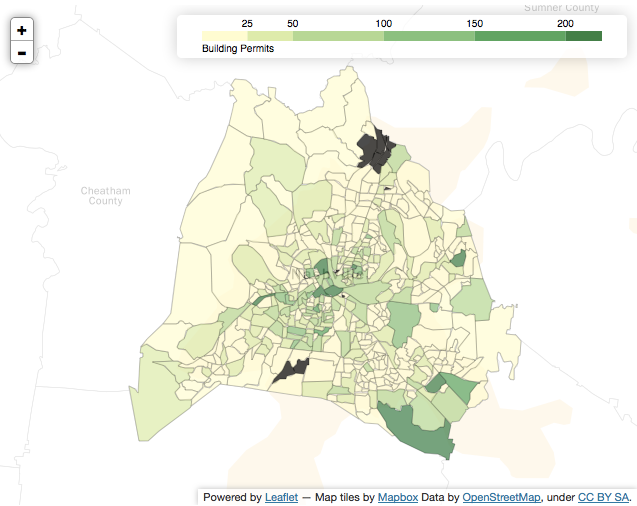 Sumner County
+
-
25 50 100 150 200
Building Permits
Cheatham
County
Powered by Leaflet — Map tiles by Mapbox Data by OpenStreetMap, under CC BY SA.